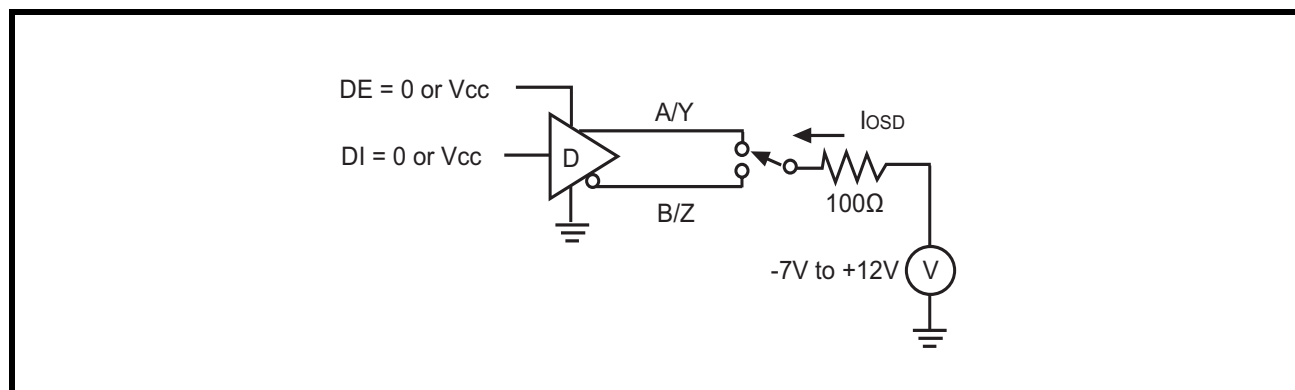 DE = 0 or Vcc
A/Y
IOSD
DI = 0 or Vcc
D
100Ω
B/Z
-7V to +12V
V